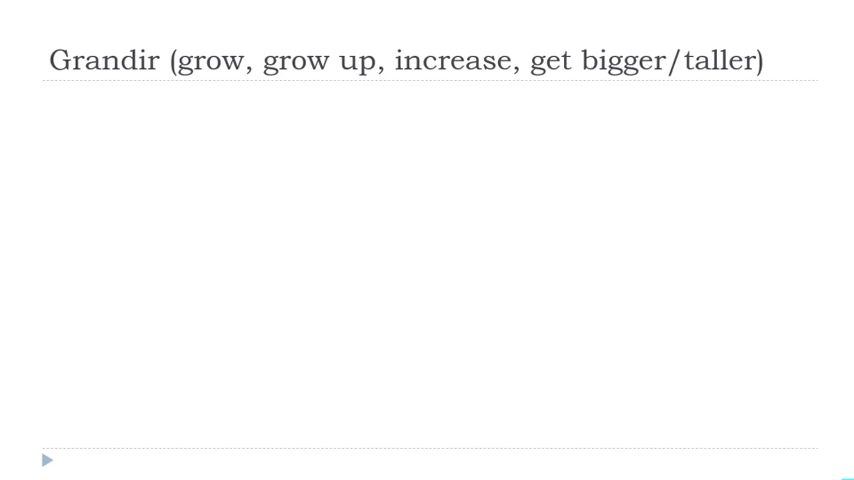 Grandir (grow, grow up, increase, get bigger/taller)